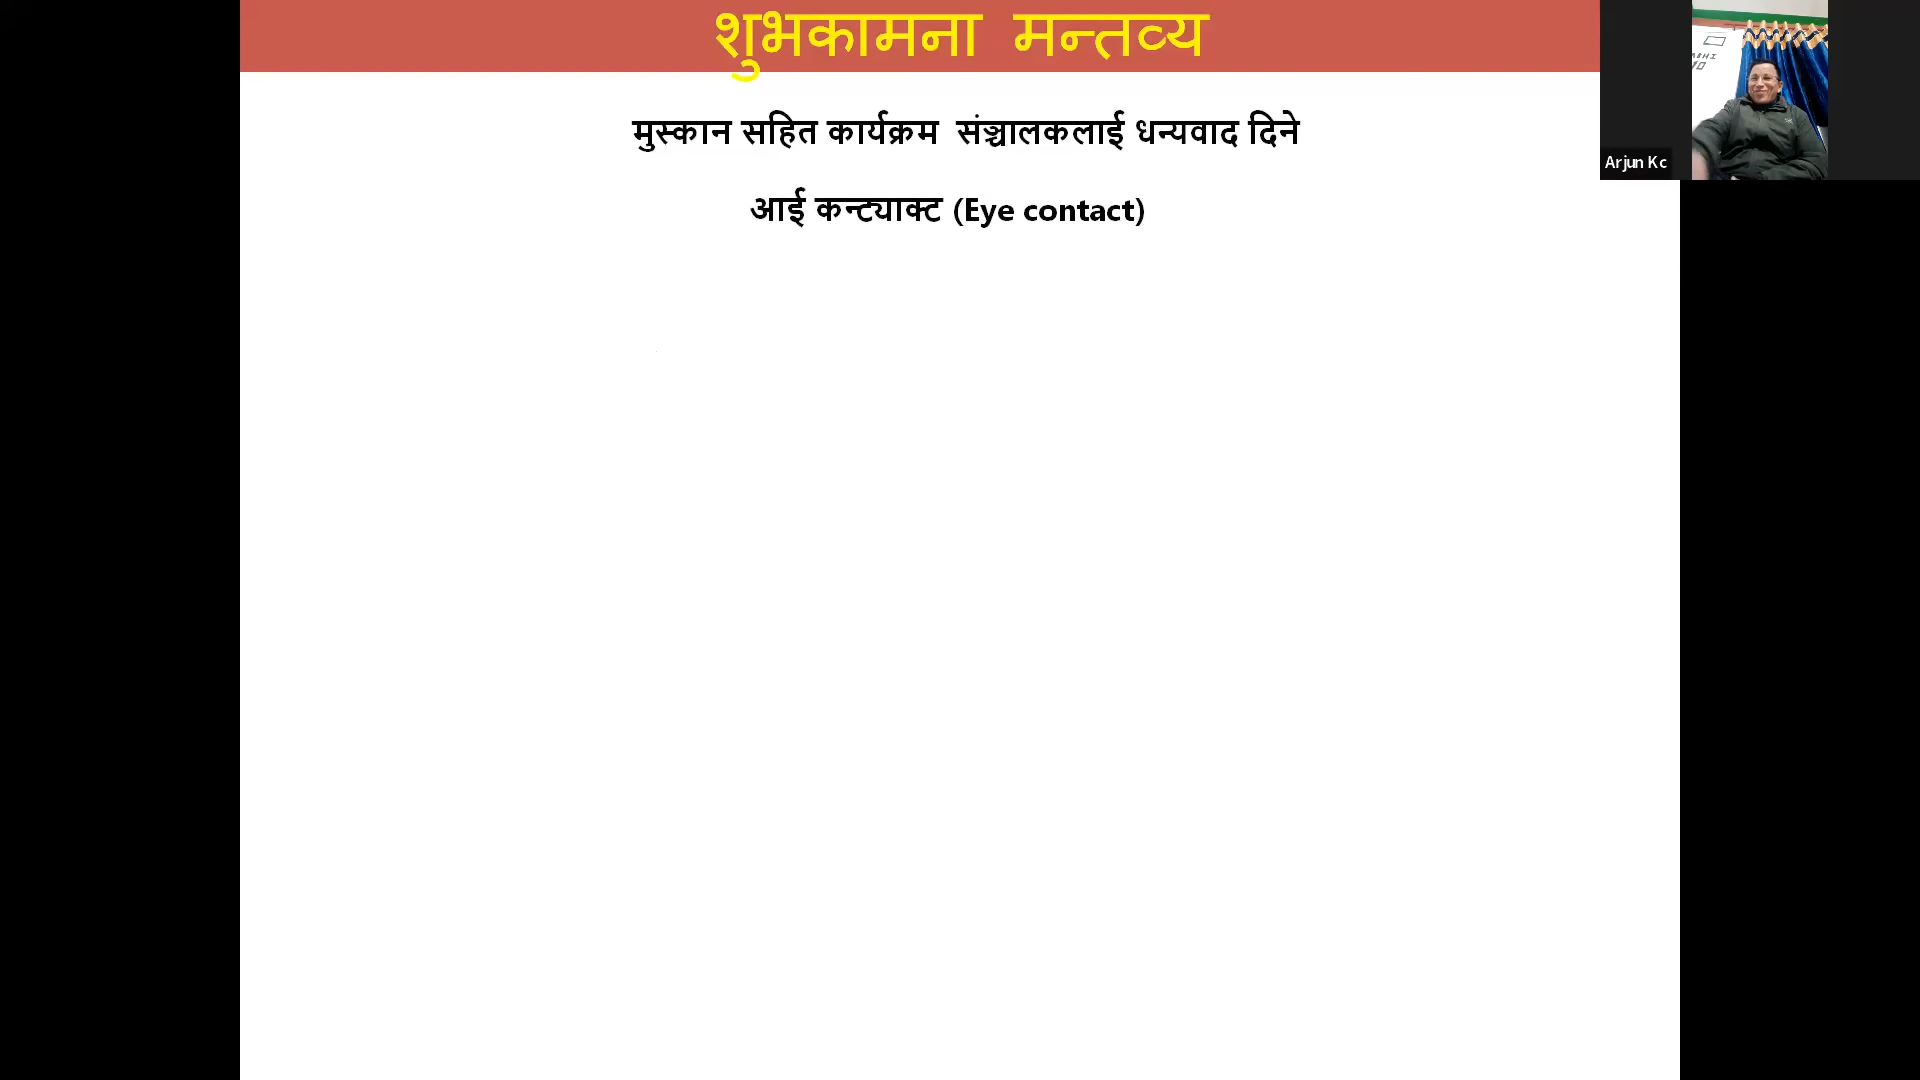 शुभकामना मन्तव्य
मुस्कान सहित कार्यक्रम संञ्चालकलाई धन्यवाद दिने
आई कन्ट्याक्ट (Eye contact)
Arjun Kc